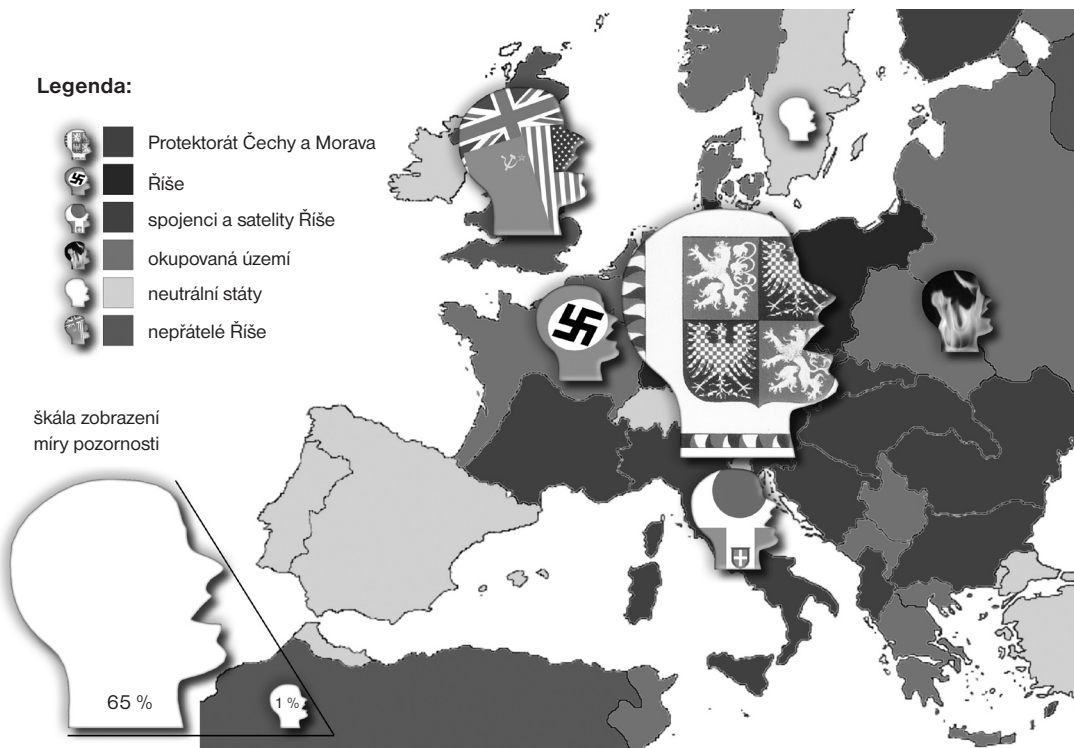 Legenda:
Protektorát Čechy a Morava
Říše
spojenci a satelity Říše
okupovaná území
neutrální státy
nepřátelé Říše
škála zobrazení
míry pozornosti
65 %
1 %